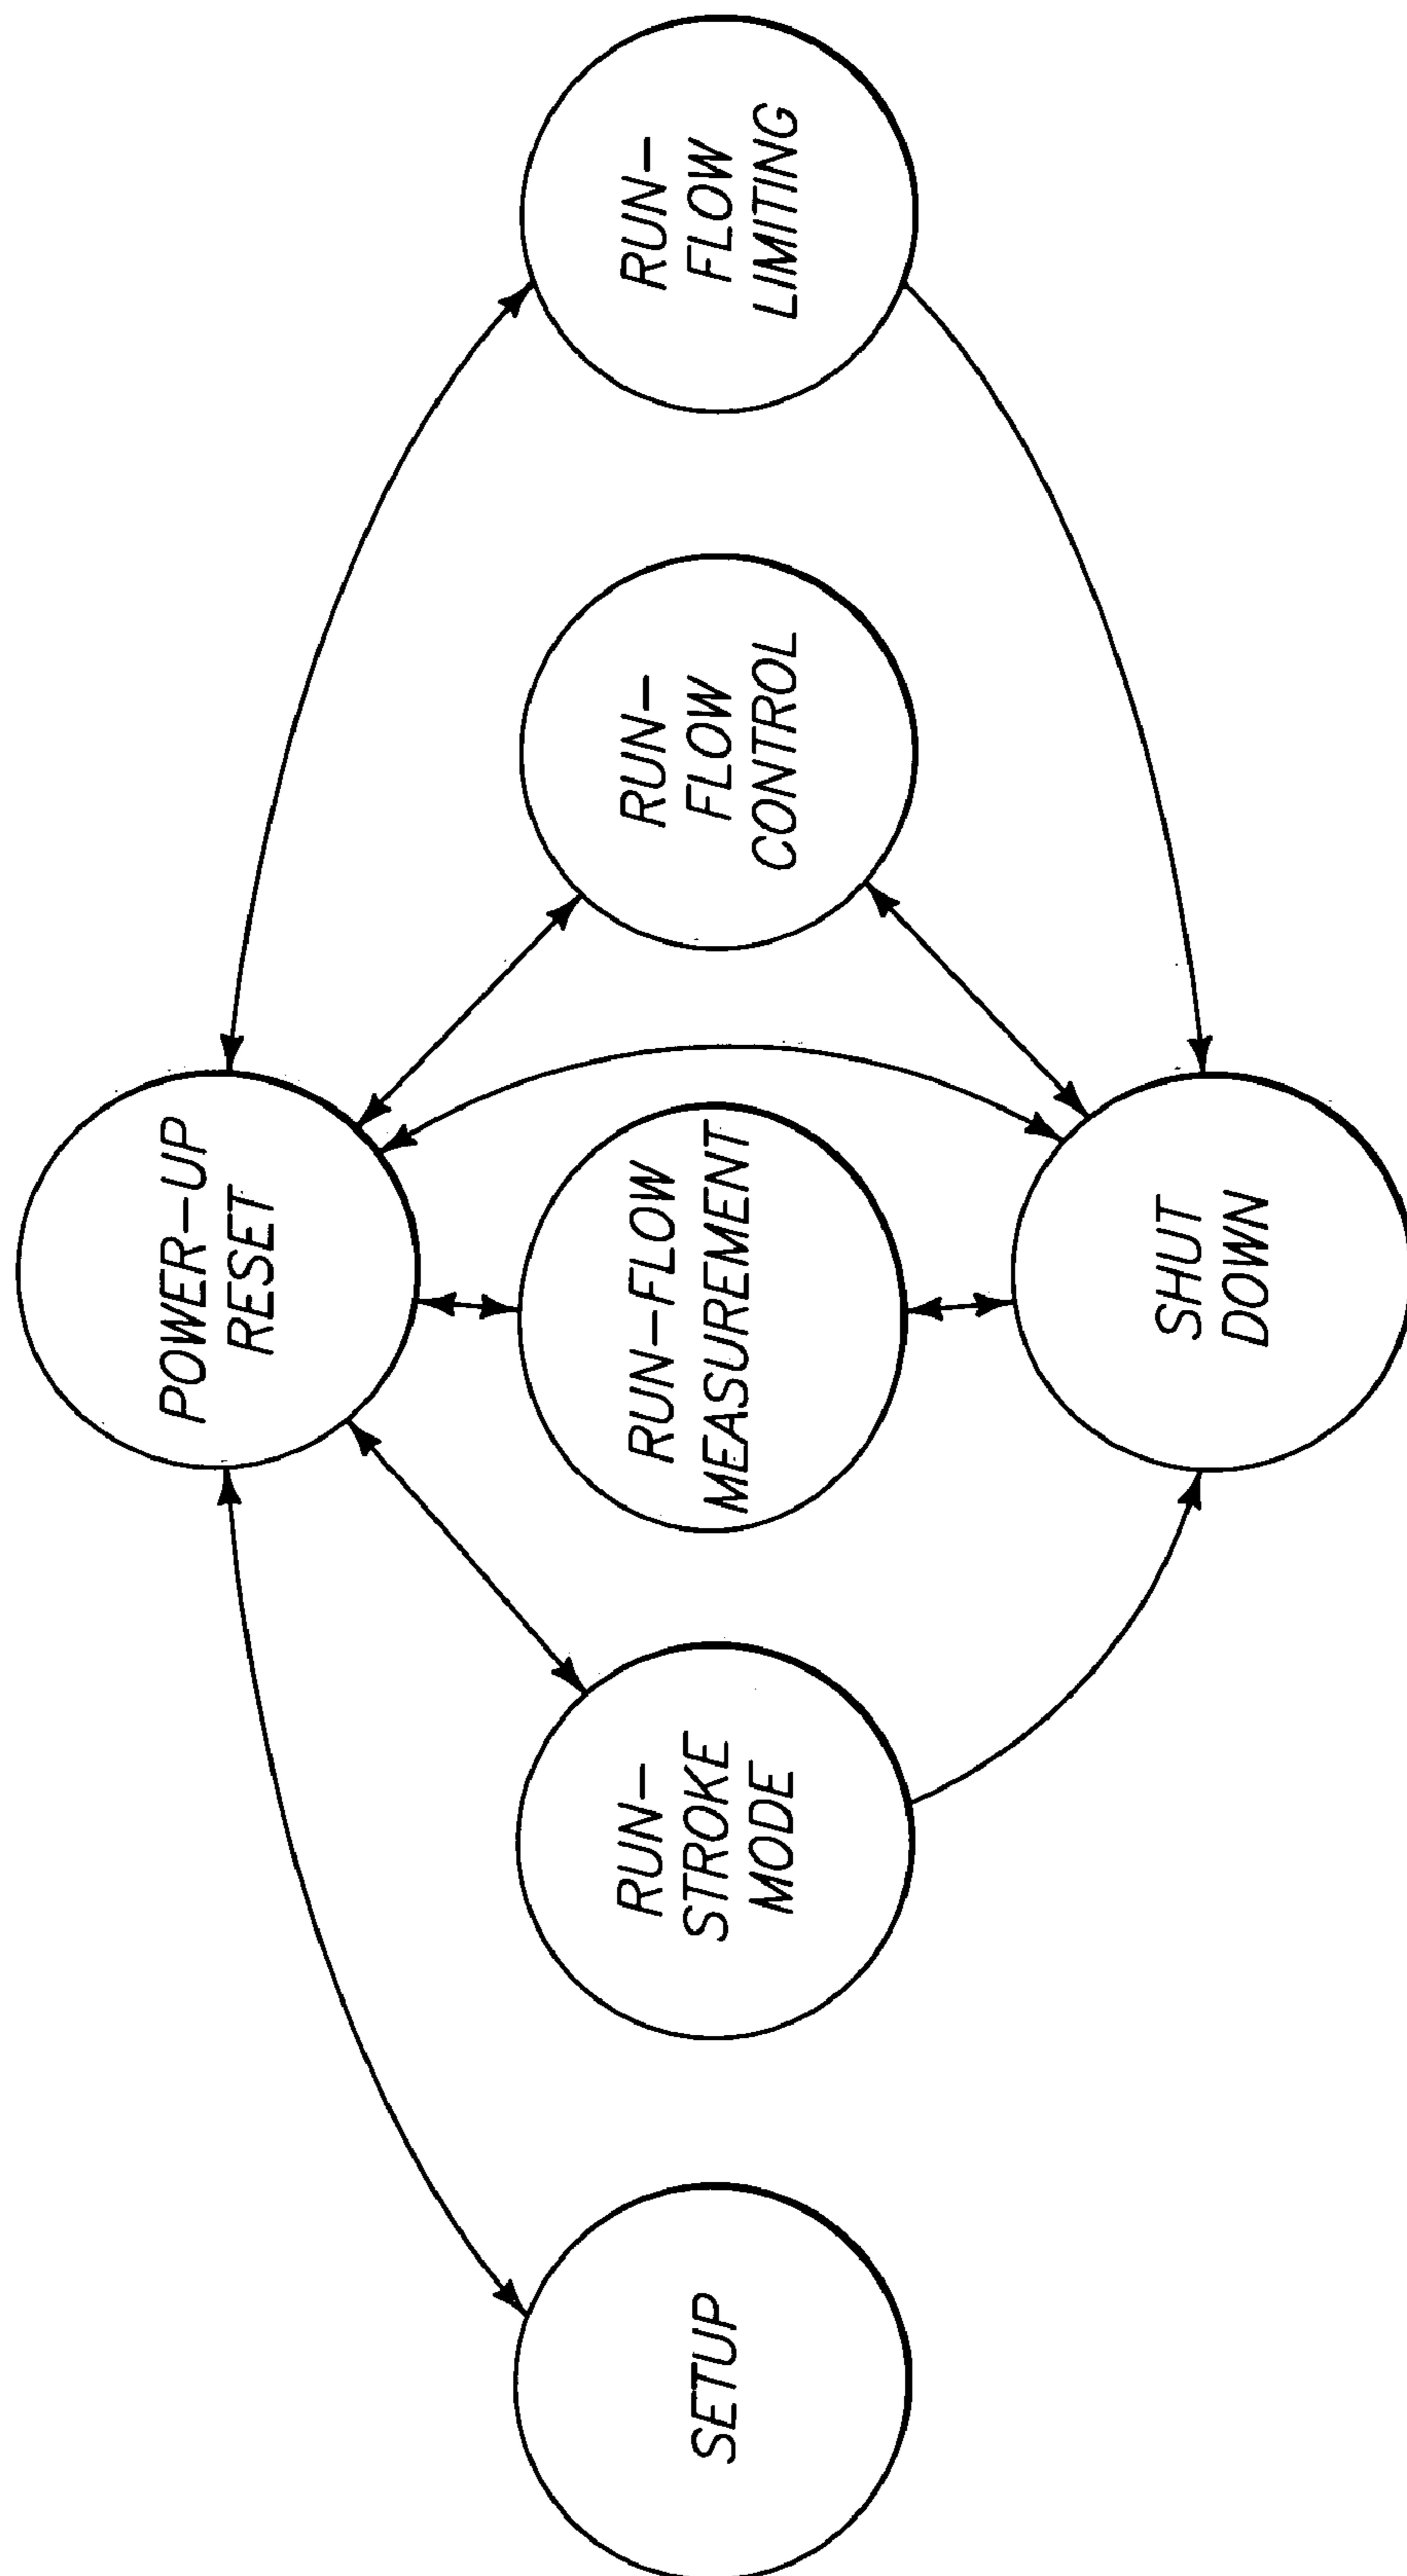 POWER-UP
RESET
SETUP
RUN-
STROKE
MODE
RUN-FLOW
MEASUREMENT
RUN-
FLOW
CONTROL
RUN-
FLOW
LIMITING
SHUT
DOWN